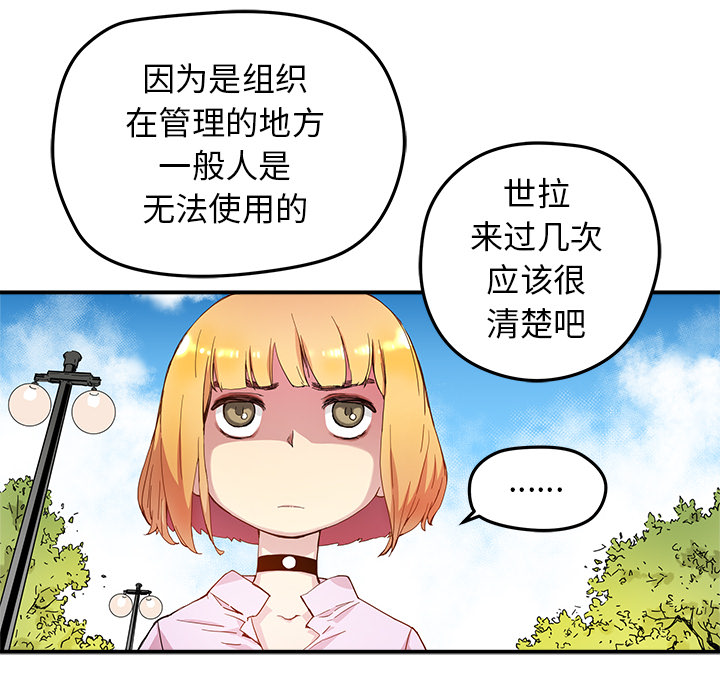 因为是组织
在管理的地方
一般人是
无法使用的
世拉
来过几次
应该很
清楚吧
……